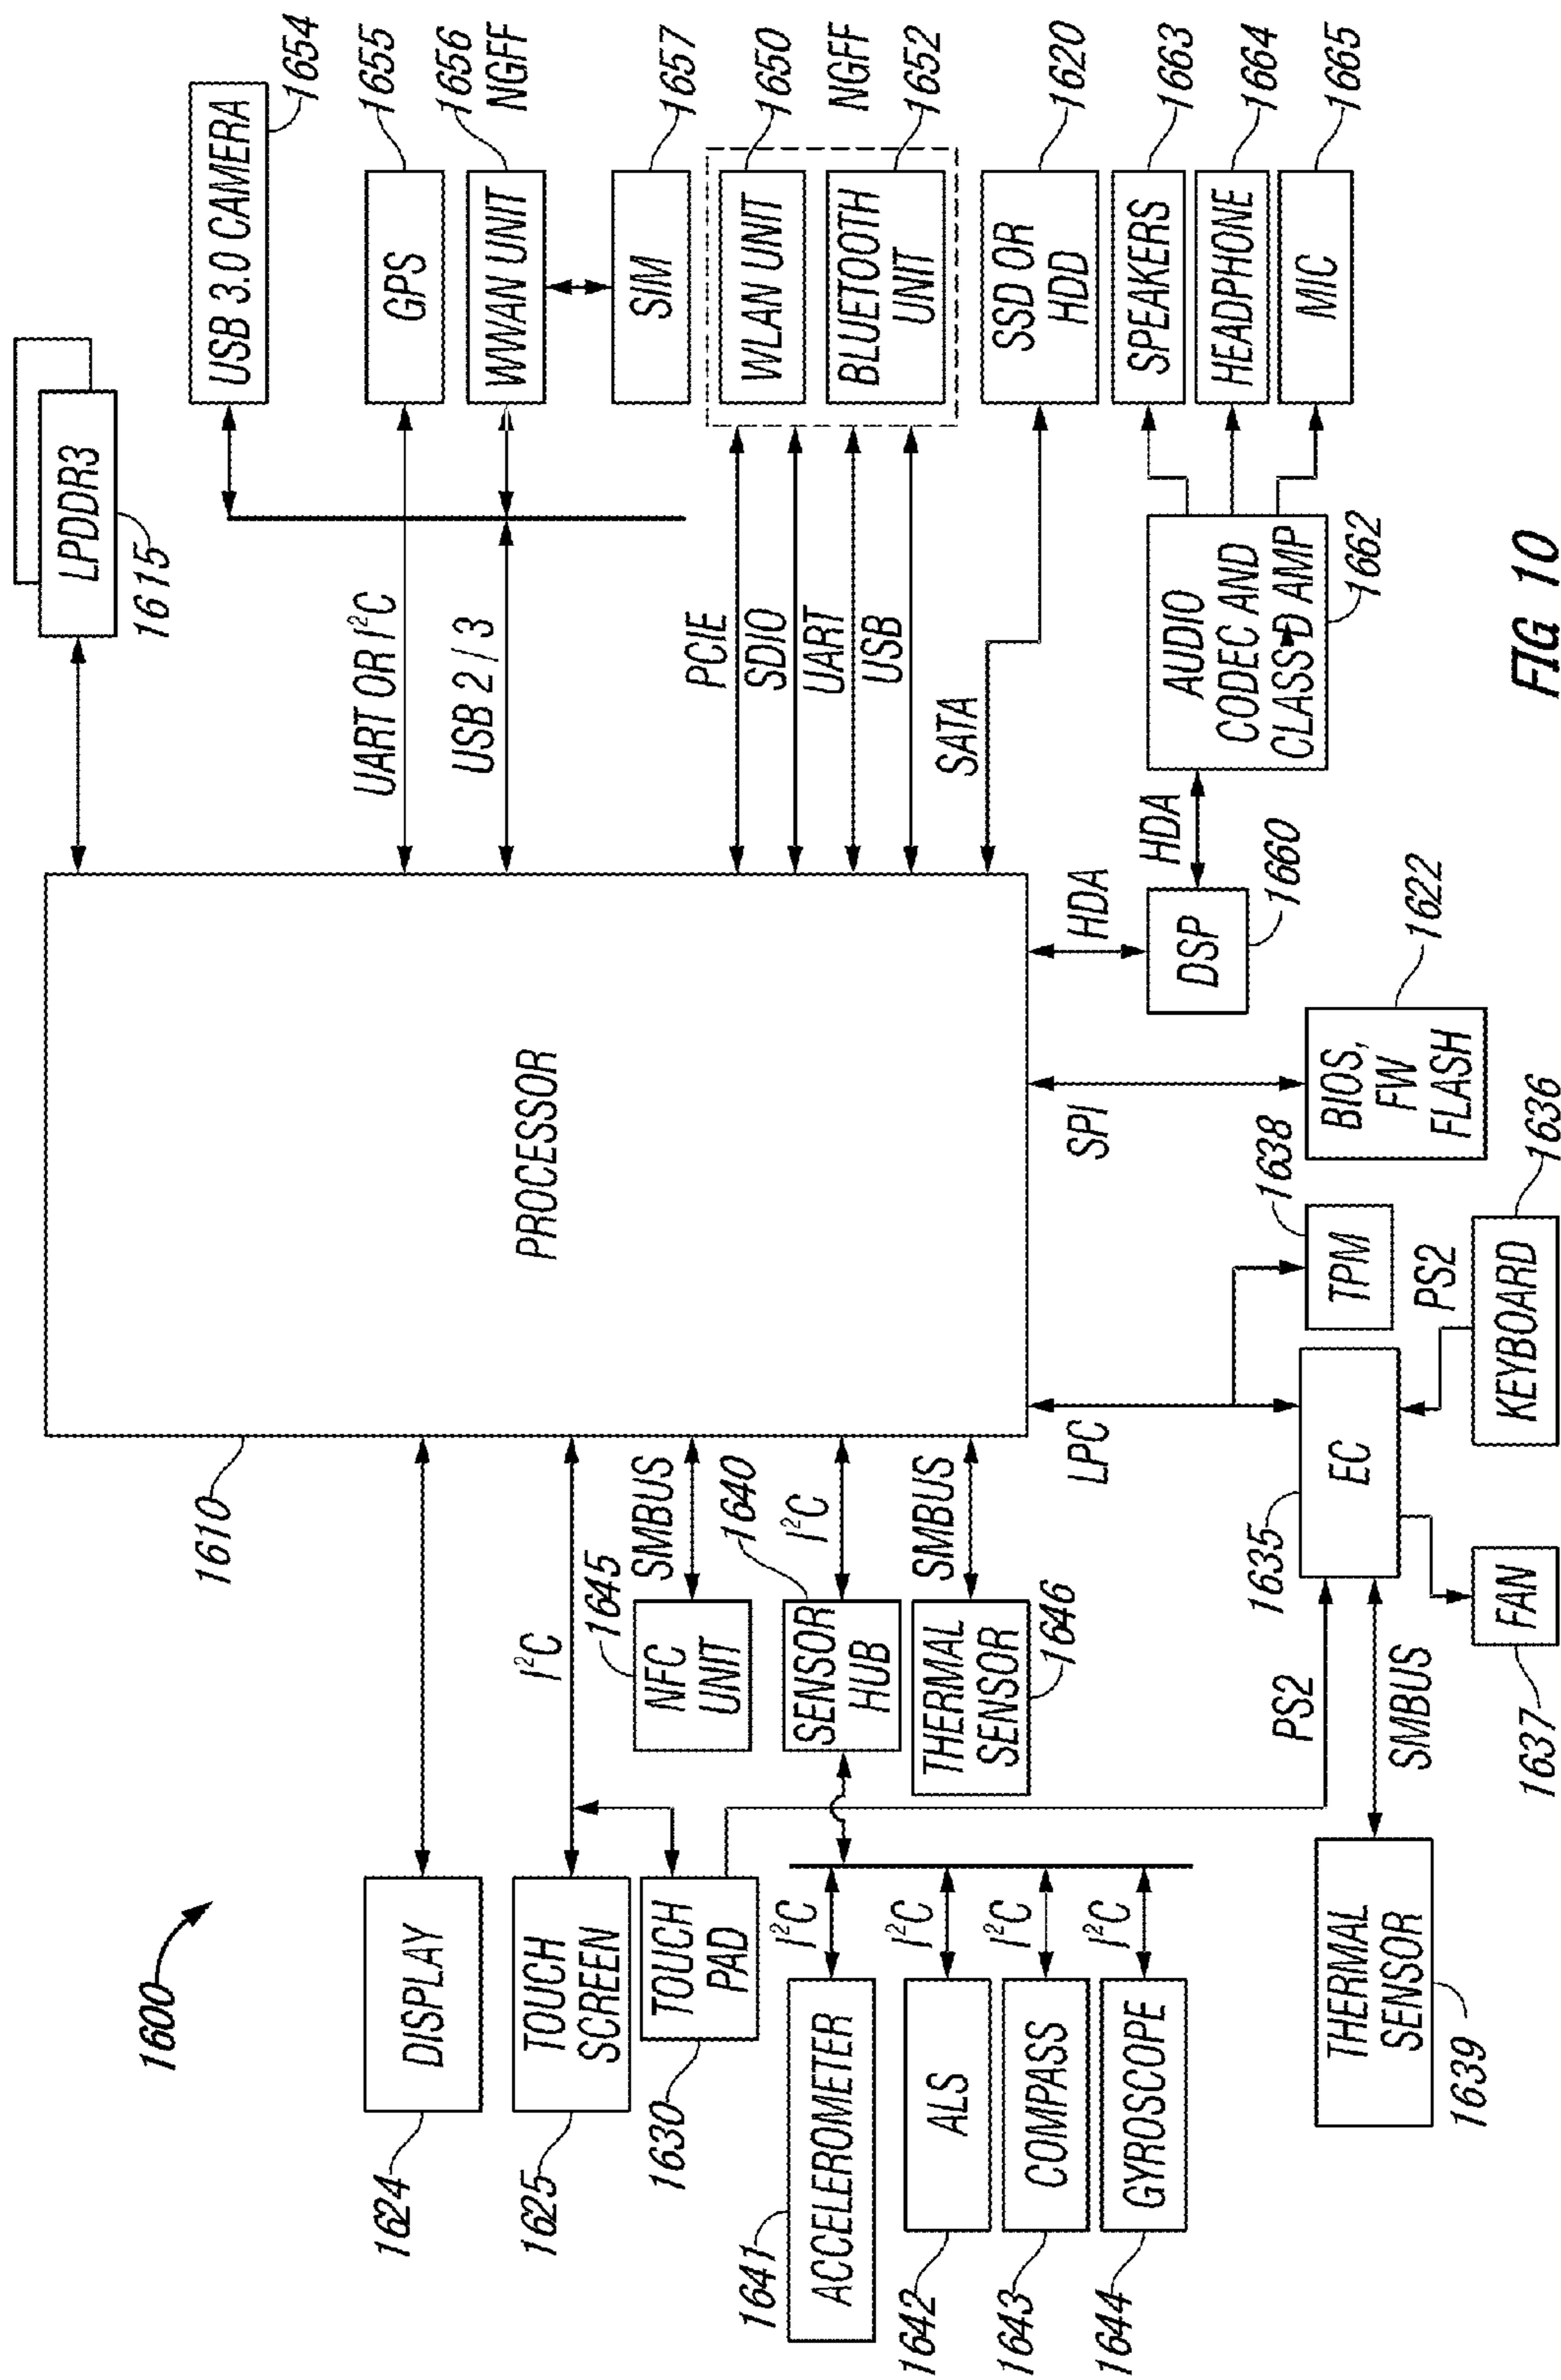 1600
LPDDR3
1615
USB 3.0 CAMERA
1654
UART OR I²C
GPS
1655
USB 2 / 3
WWAN UNIT
1656
NGFF
SIM
1657
PCIE
SDIO
UART
USB
WLAN UNIT
1650
NGFF
BLUETOOTH
UNIT
1652
SATA
SSD OR
HDD
1620
SPEAKERS
1663
HEADPHONE
1664
MIC
1665
AUDIO
CODEC AND
CLASS D AMP
1662
HDA
DSP
1660
HDA
PROCESSOR
1610
SPI
BIOS,
FW
FLASH
1622
LPC
TPM
1638
EC
1635
PS2
KEYBOARD
1636
FAN
1637
PS2
SMBUS
THERMAL
SENSOR
1639
DISPLAY
1624
TOUCH
SCREEN
1625
I²C
TOUCH
PAD
1630
SMBUS
NFC
UNIT
1645
SENSOR
HUB
1640
I²C
SMBUS
THERMAL
SENSOR
1646
ACCELEROMETER
1641
I²C
ALS
1642
I²C
COMPASS
1643
I²C
GYROSCOPE
1644
I²C
FIG 10